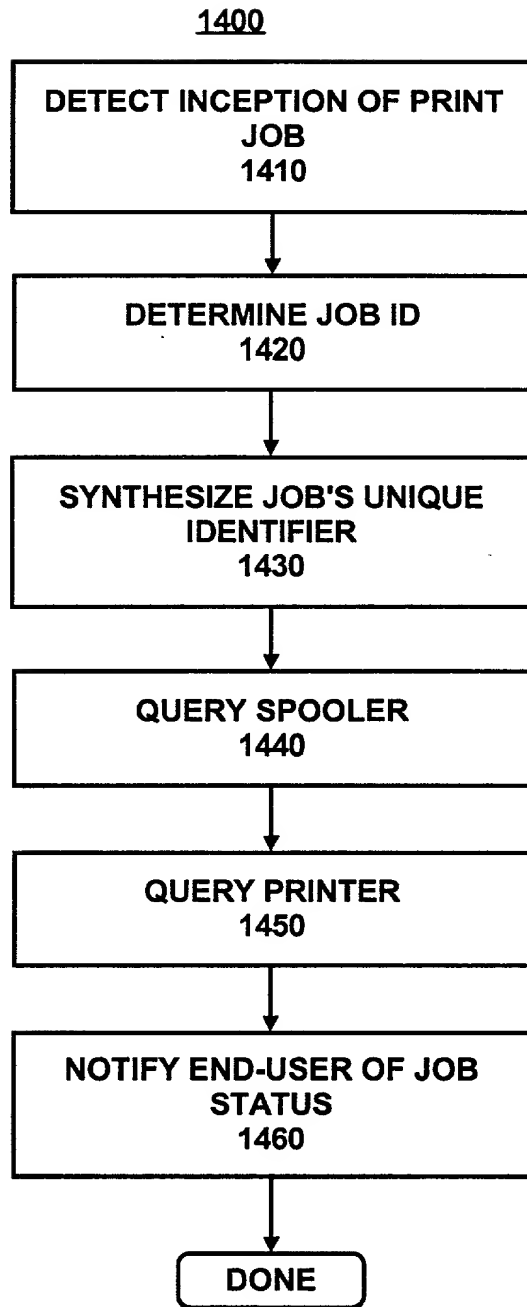 1400
DETECT INCEPTION OF PRINT
JOB
1410
DETERMINE JOB ID
1420
SYNTHESIZE JOB'S UNIQUE
IDENTIFIER
1430
QUERY SPOOLER
1440
QUERY PRINTER
1450
NOTIFY END-USER OF JOB
STATUS
1460
DONE